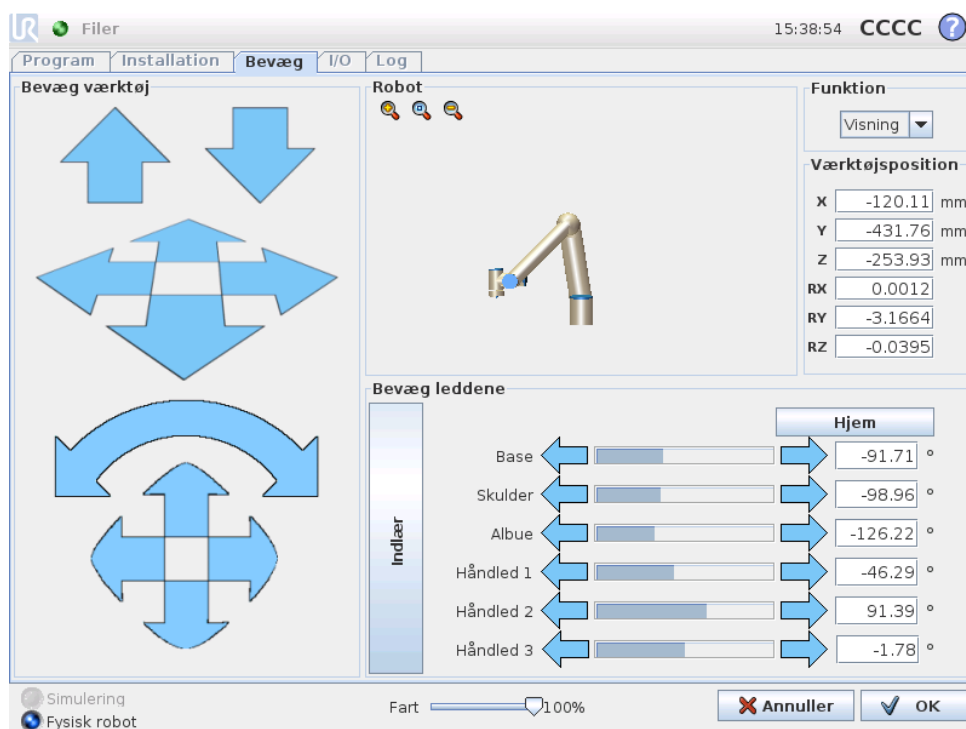 UR Filer 15:38:54 CCCC ?
Program Installation Bevæg I/O Log
Bevæg værktøj
Robot
Funktion
Visning
Værktøjsposition
X -120.11 mm
Y -431.76 mm
Z -253.93 mm
RX 0.0012
RY -3.1664
RZ -0.0395
Bevæg leddene
Indlær
Hjem
Base -91.71 º
Skulder -98.96 º
Albue -126.22 º
Håndled 1 -46.29 º
Håndled 2 91.39 º
Håndled 3 -1.78 º
Simulering
Fysisk robot
Fart 100%
Annuller
OK